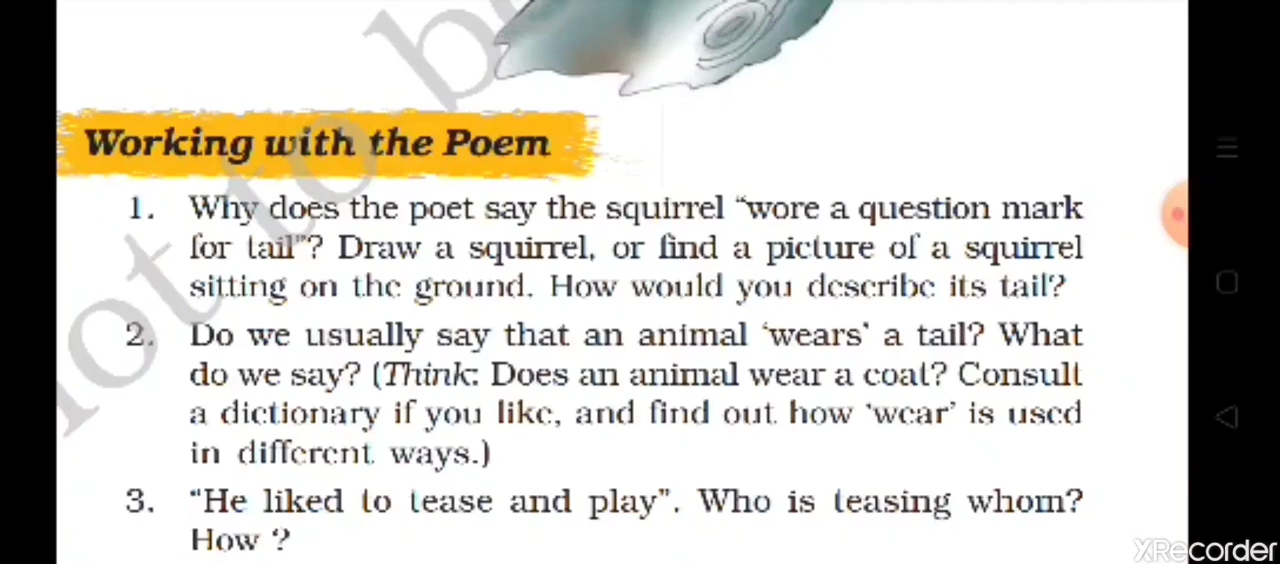 not to b
Working with the Poem
1. Why does the poet say the squirrel “wore a question mark
for tail”? Draw a squirrel, or find a picture of a squirrel
sitting on the ground. How would you describe its tail?
2. Do we usually say that an animal ‘wears’ a tail? What
do we say? (Think: Does an animal wear a coat? Consult
a dictionary if you like, and find out how ‘wear’ is used
in different ways.)
3. “He liked to tease and play”. Who is teasing whom?
How ?
XRecorder